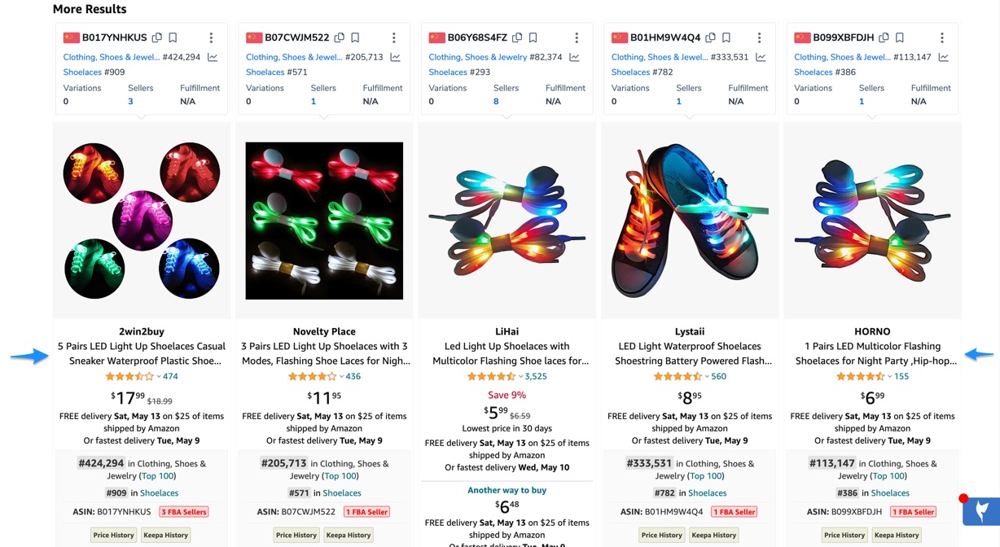 More Results
B017YNHKUS
Clothing, Shoes & Jewel... #424,294
Shoelaces #909
Variations Sellers Fulfillment
0 3 N/A
2win2buy
5 Pairs LED Light Up Shoelaces Casual
Sneaker Waterproof Plastic Shoe...
474
$17.99 $18.99
FREE delivery Sat, May 13 on $25 of items
shipped by Amazon
Or fastest delivery Tue, May 9
#424,294 in Clothing, Shoes &
Jewelry (Top 100)
#909 in Shoelaces
ASIN: B017YNHKUS 3 FBA Sellers
Price History Keepa History
B07CWJM522
Clothing, Shoes & Jewel... #205,713
Shoelaces #571
Variations Sellers Fulfillment
0 1 N/A
Novelty Place
3 Pairs LED Light Up Shoelaces with 3
Modes, Flashing Shoe Laces for Nigh...
436
$11.95
FREE delivery Sat, May 13 on $25 of items
shipped by Amazon
Or fastest delivery Tue, May 9
#205,713 in Clothing, Shoes &
Jewelry (Top 100)
#571 in Shoelaces
ASIN: B07CWJM522 1 FBA Seller
Price History Keepa History
B06Y68S4FZ
Clothing, Shoes & Jewelry #82,374
Shoelaces #293
Variations Sellers Fulfillment
0 8 N/A
LiHai
Led Light Up Shoelaces with
Multicolor Flashing Shoe laces for...
3,525
Save 9%
$5.99 $6.59
Lowest price in 30 days
FREE delivery Sat, May 13 on $25 of items
shipped by Amazon
Or fastest delivery Wed, May 10
Another way to buy
$6.48
FREE delivery Sat, May 13 on $25 of items
shipped by Amazon
Or fastest delivery Tue, May 9
B01HM9W4Q4
Clothing, Shoes & Jewel... #333,531
Shoelaces #782
Variations Sellers Fulfillment
0 1 N/A
Lystaii
LED Light Waterproof Shoelaces
Shoestring Battery Powered Flash...
560
$8.95
FREE delivery Sat, May 13 on $25 of items
shipped by Amazon
Or fastest delivery Tue, May 9
#333,531 in Clothing, Shoes &
Jewelry (Top 100)
#782 in Shoelaces
ASIN: B01HM9W4Q4 1 FBA Seller
Price History Keepa History
B099XBFDJH
Clothing, Shoes & Jewel... #113,147
Shoelaces #386
Variations Sellers Fulfillment
0 1 N/A
HORNO
1 Pairs LED Multicolor Flashing
Shoelaces for Night Party ,Hip-hop...
155
$6.99
FREE delivery Sat, May 13 on $25 of items
shipped by Amazon
Or fastest delivery Tue, May 9
#113,147 in Clothing, Shoes &
Jewelry (Top 100)
#386 in Shoelaces
ASIN: B099XBFDJH 1 FBA Seller
Price History Keepa History